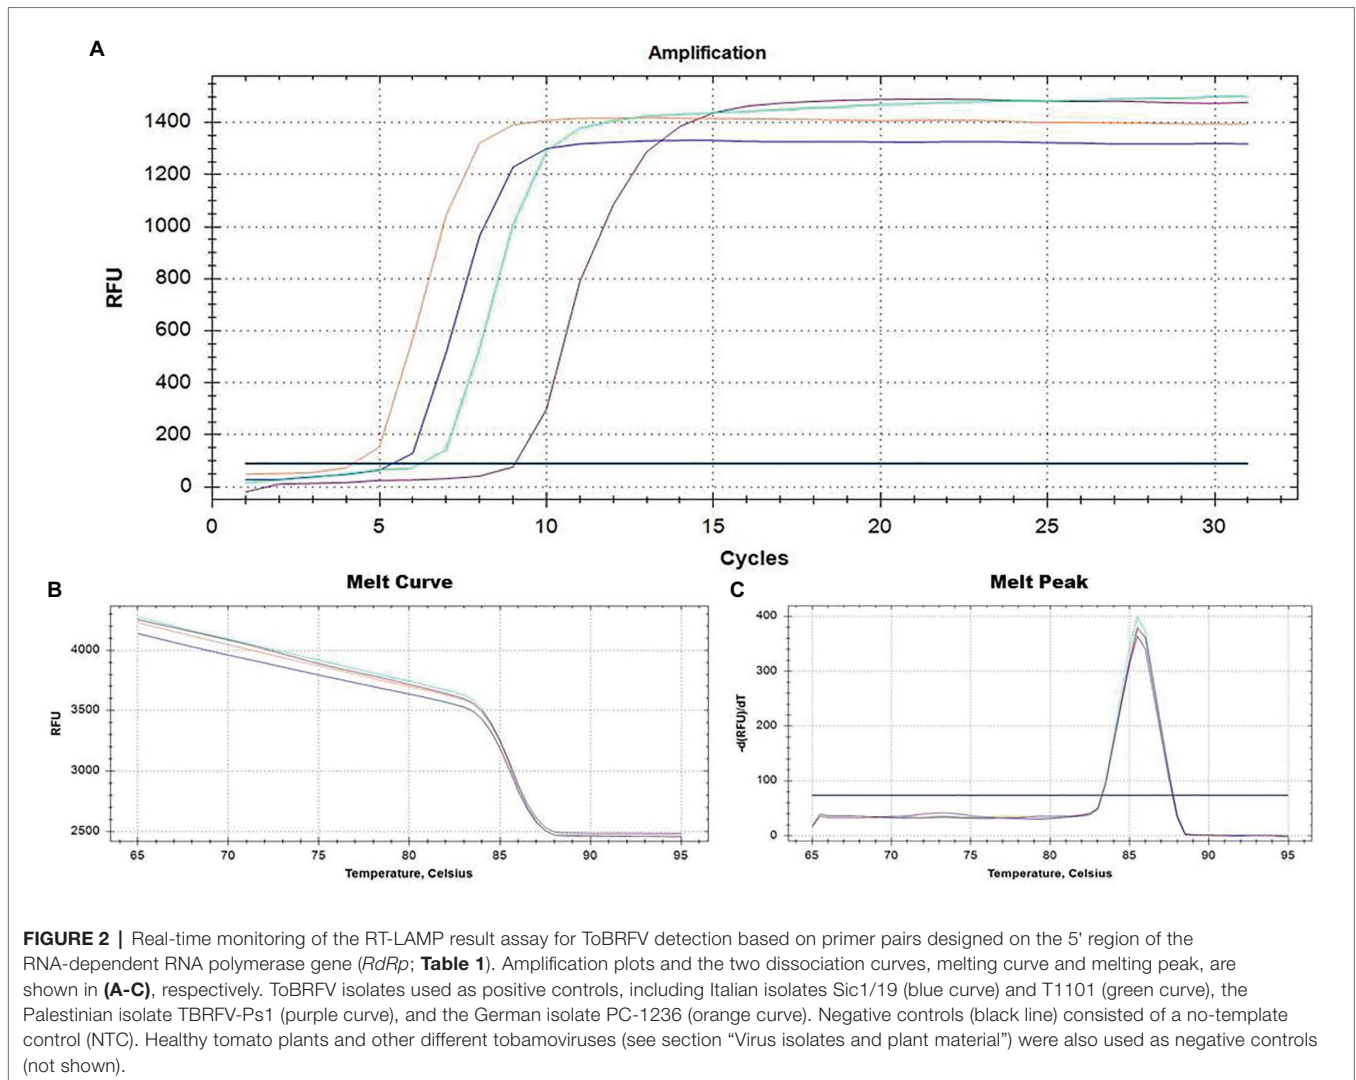 A
Amplification
1400
1200
1000
800
600
400
200
0
RFU
0 5 10 15 20 25 30
Cycles
B
Melt Curve
4000
3500
3000
2500
RFU
65 70 75 80 85 90 95
Temperature, Celsius
C
Melt Peak
400
300
200
100
0
-d(RFU)/dT
65 70 75 80 85 90 95
Temperature, Celsius
FIGURE 2 | Real-time monitoring of the RT-LAMP result assay for ToBRFV detection based on primer pairs designed on the 5' region of the
RNA-dependent RNA polymerase gene (RdRp; Table 1). Amplification plots and the two dissociation curves, melting curve and melting peak, are
shown in (A-C), respectively. ToBRFV isolates used as positive controls, including Italian isolates Sic1/19 (blue curve) and T1101 (green curve), the
Palestinian isolate TBRFV-Ps1 (purple curve), and the German isolate PC-1236 (orange curve). Negative controls (black line) consisted of a no-template
control (NTC). Healthy tomato plants and other different tobamoviruses (see section “Virus isolates and plant material”) were also used as negative controls
(not shown).